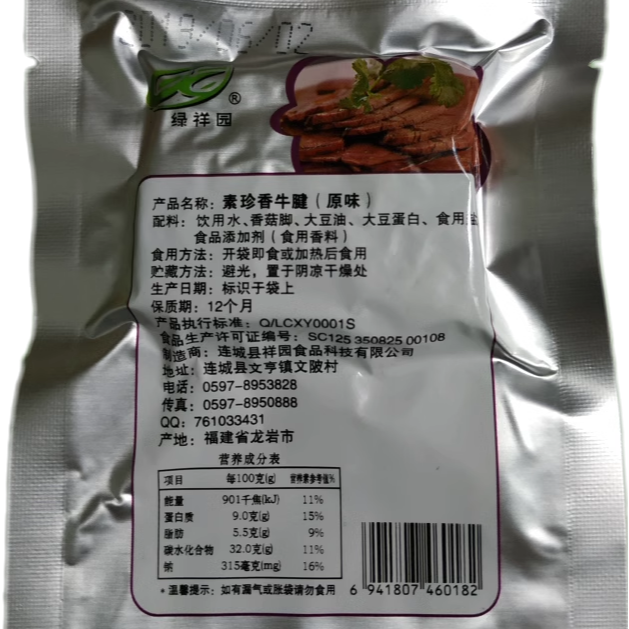 2019/06/02
绿祥园®
产品名称：素珍香牛腱（原味）
配料：饮用水、香菇脚、大豆油、大豆蛋白、食用盐
食品添加剂（食用香料）
食用方法：开袋即食或加热后食用
贮藏方法：避光，置于阴凉干燥处
生产日期：标识于袋上
保质期：12个月
产品执行标准：Q/LCXY0001S
食品生产许可证编号：SC125 350825 00108
制造商：连城县祥园食品科技有限公司
地址：连城县文亨镇文陂村
电话：0597-8953828
传真：0597-8950888
QQ：761033431
产地：福建省龙岩市
营养成分表
项目 每100克(g) 营养素参考值%
能量 901千焦(kJ) 11%
蛋白质 9.0克(g) 15%
脂肪 5.5克(g) 9%
碳水化合物 32.0克(g) 11%
钠 315毫克(mg) 16%
*温馨提示：如有漏气或胀袋请勿食用
6 941807 460182